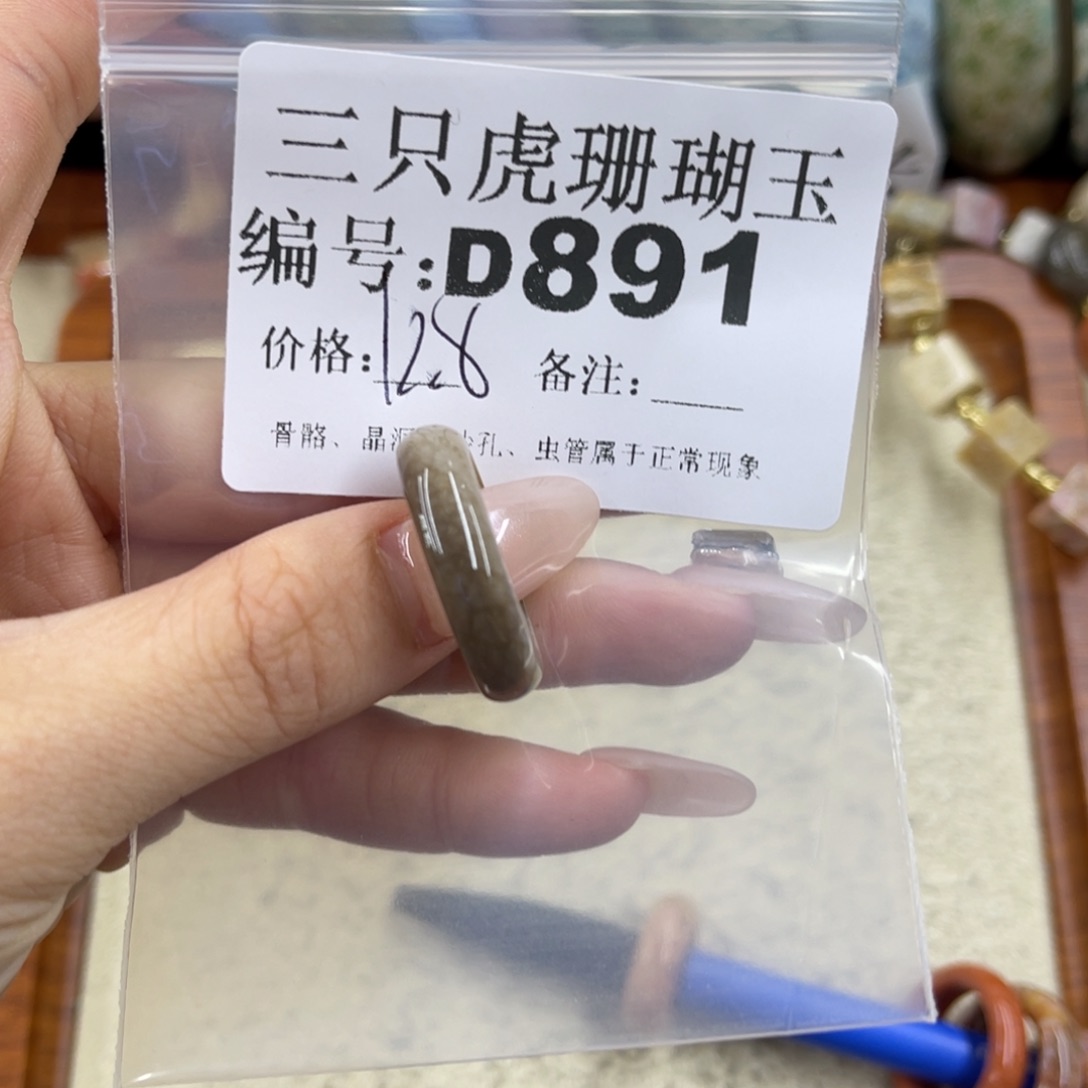 三只虎珊瑚玉
编号:D891
价格:128 备注:
骨骼、晶 孔、虫管属于正常现象